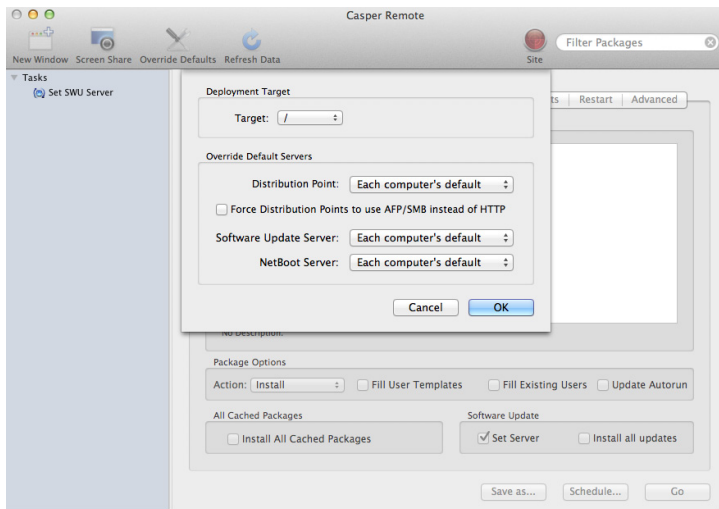 Casper Remote
New Window Screen Share Override Defaults Refresh Data Site Filter Packages
Tasks
Set SWU Server
Deployment Target
Target: /
Override Default Servers
Distribution Point: Each computer's default
Force Distribution Points to use AFP/SMB instead of HTTP
Software Update Server: Each computer's default
NetBoot Server: Each computer's default
Cancel OK
Restart Advanced
No Description.
Package Options
Action: Install Fill User Templates Fill Existing Users Update Autorun
All Cached Packages Software Update
Install All Cached Packages Set Server Install all updates
Save as... Schedule... Go